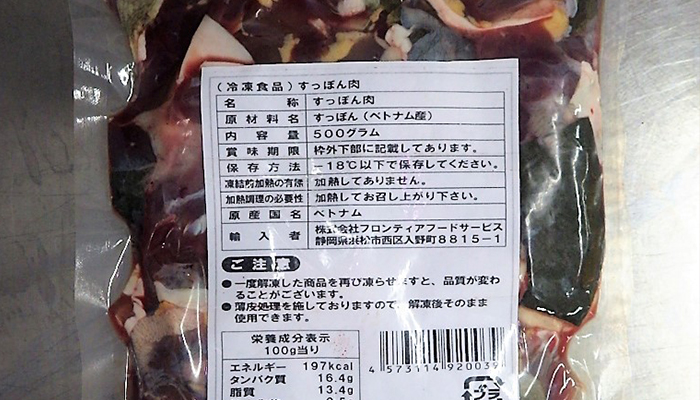 (冷凍食品) すっぽん肉
名称 すっぽん肉
原材料名 すっぽん (ベトナム産)
内容量 500グラム
賞味期限 枠外下部に記載してあります。
保存方法 −18℃以下で保存してください。
凍結前加熱の有無 加熱してありません。
加熱調理の必要性 加熱してお召し上がり下さい。
原産国名 ベトナム
輸入者 株式会社フロンティアフードサービス
静岡県浜松市西区入野町8815−1
ご注意
●一度解凍した商品を再び凍らせますと、品質が変わ
ることがございます。
●薄皮処理を施しておりますので、解凍後そのまま
使用できます。
栄養成分表示
100g当り
エネルギー 197kcal
タンパク質 16.4g
脂質 13.4g
4 573114 920039
プラ